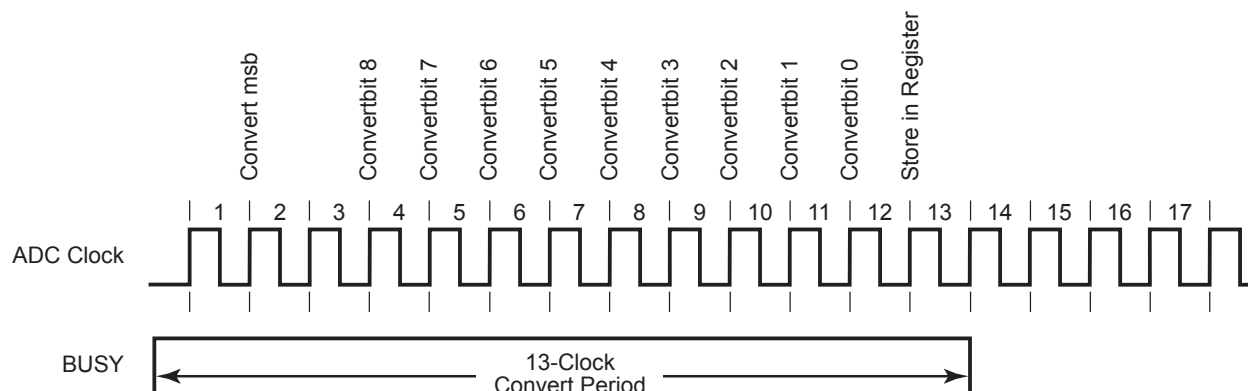 Convert msb
Convertbit 8
Convertbit 7
Convertbit 6
Convertbit 5
Convertbit 4
Convertbit 3
Convertbit 2
Convertbit 1
Convertbit 0
Store in Register
1 2 3 4 5 6 7 8 9 10 11 12 13 14 15 16 17
ADC Clock
BUSY
13-Clock
Convert Period